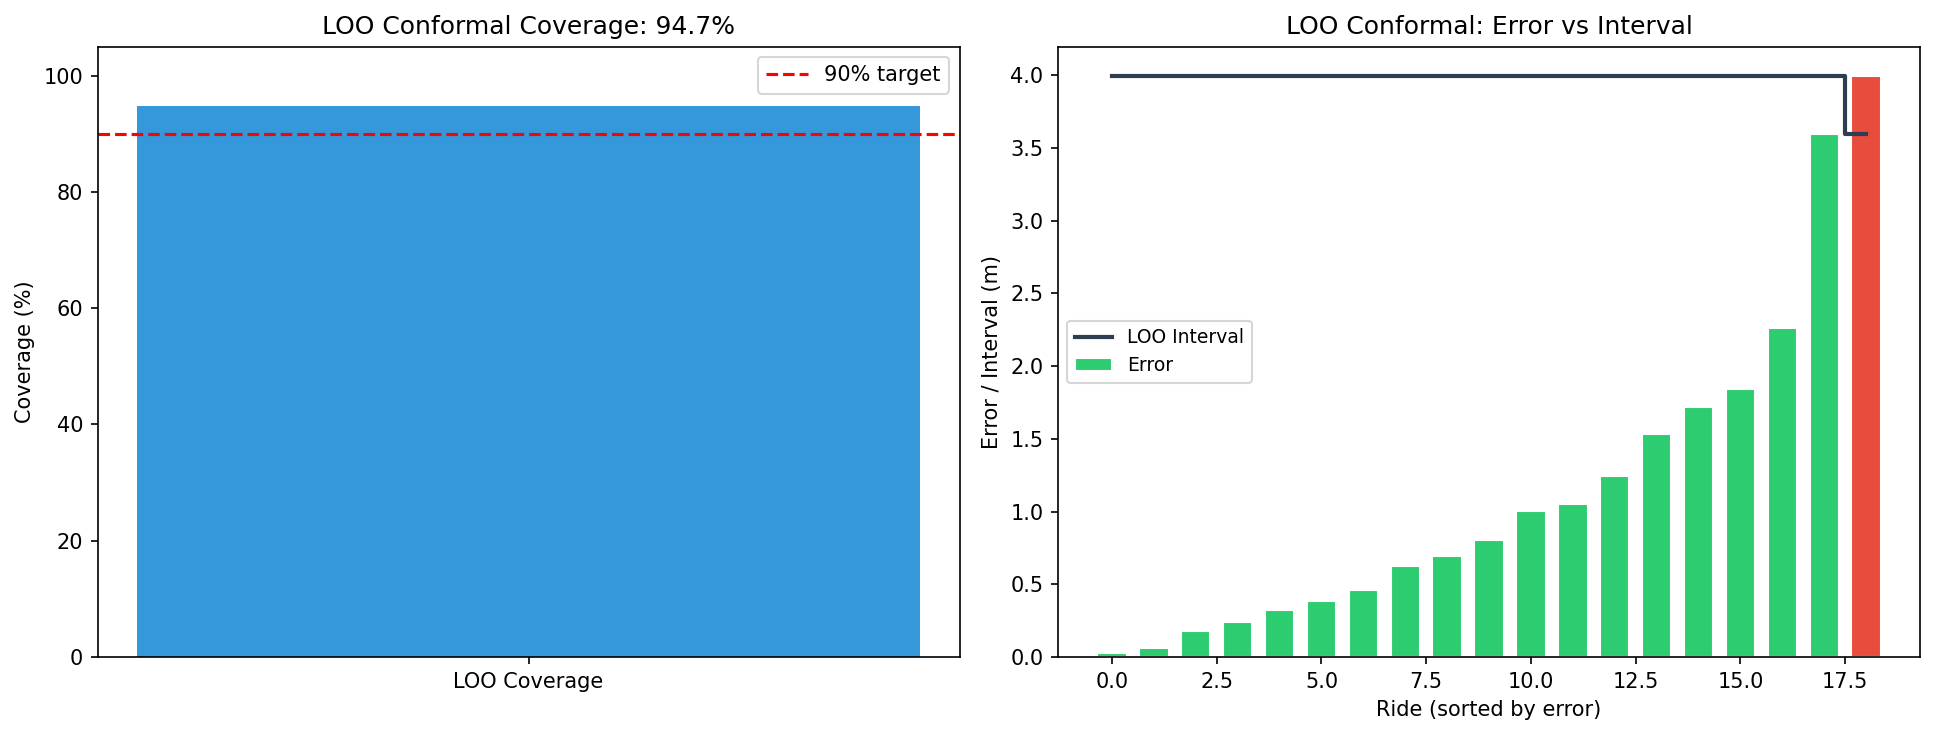 LOO Conformal Coverage: 94.7%
Coverage (%)
100
80
60
40
20
0
90% target
LOO Coverage
LOO Conformal: Error vs Interval
Error / Interval (m)
4.0
3.5
3.0
2.5
2.0
1.5
1.0
0.5
0.0
LOO Interval
Error
0.0 2.5 5.0 7.5 10.0 12.5 15.0 17.5
Ride (sorted by error)